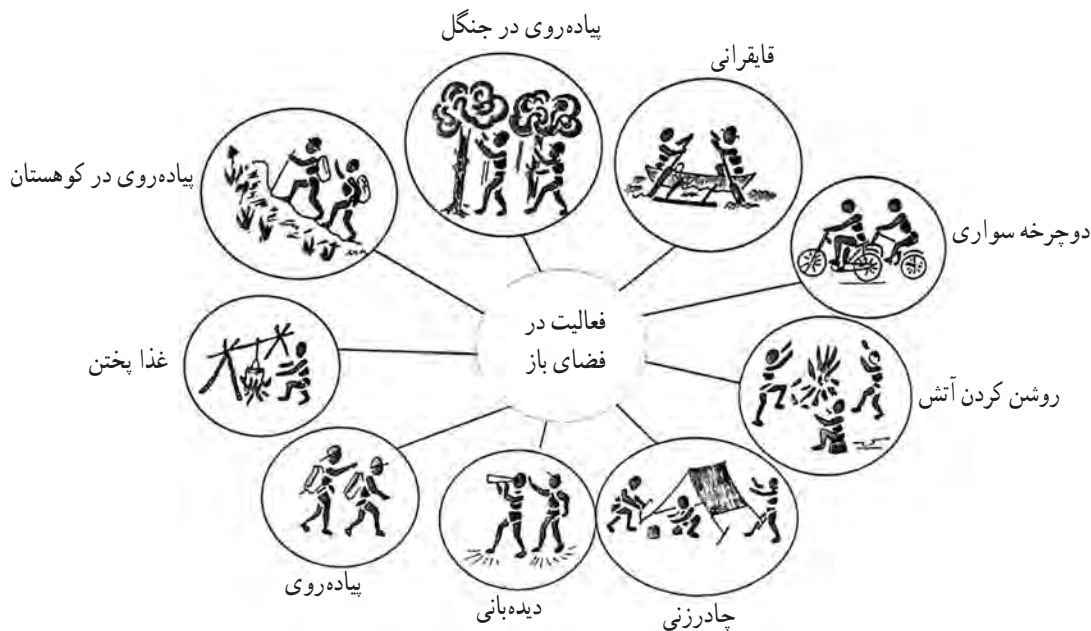 پیاده‌روی در جنگل
قایقرانی
پیاده‌روی در کوهستان
دوچرخه سواری
فعالیت در
فضای باز
غذا پختن
روشن کردن آتش
پیاده‌روی
دیده‌بانی
چادرزنی